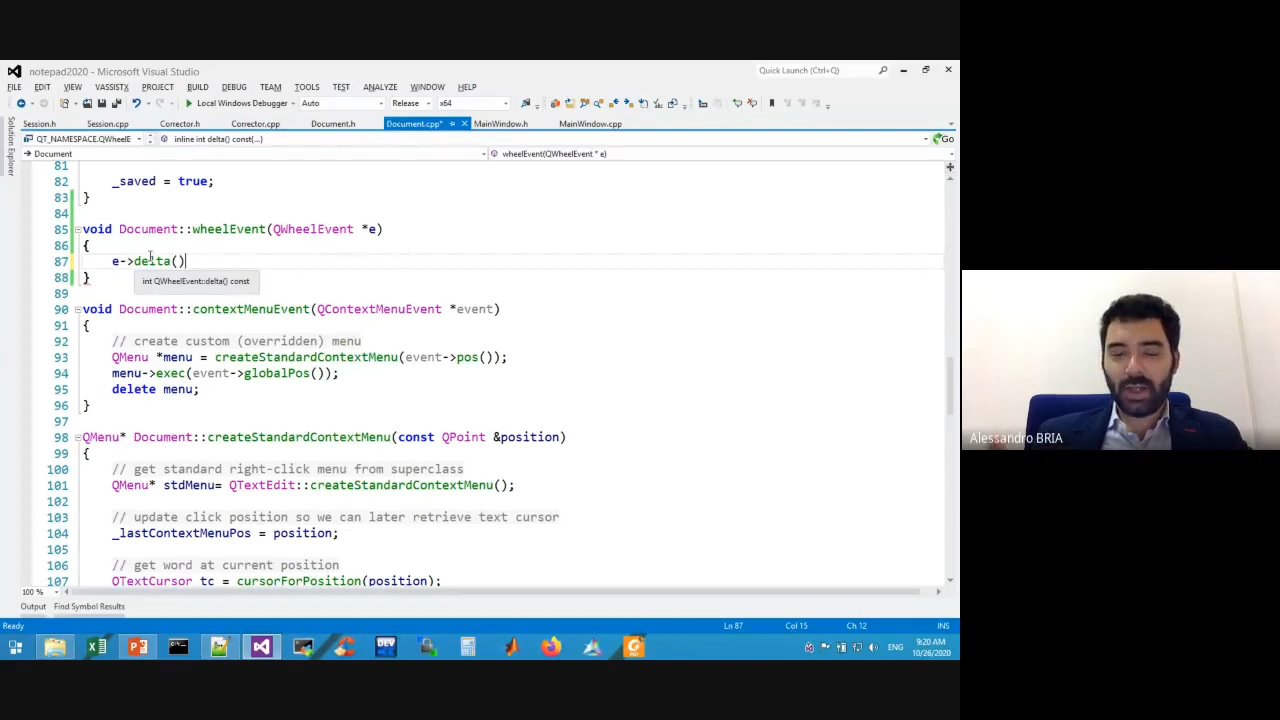 notepad2020 - Microsoft Visual Studio
Quick Launch (Ctrl+Q)
FILE EDIT VIEW VASSISTX PROJECT BUILD DEBUG TEAM TOOLS TEST ANALYZE WINDOW HELP
Local Windows Debugger Auto Release x64
Session.h Session.cpp Corrector.h Corrector.cpp Document.h Document.cpp* MainWindow.h MainWindow.cpp
QT_NAMESPACE.QWheelE inline int delta() const{...} Go
Document wheelEvent(QWheelEvent * e)
Solution Explorer
81
82 _saved = true;
83 }
84
85 void Document::wheelEvent(QWheelEvent *e)
86 {
87 e->delta()
int QWheelEvent::delta() const
88 }
89
90 void Document::contextMenuEvent(QContextMenuEvent *event)
91 {
92 // create custom (overridden) menu
93 QMenu *menu = createStandardContextMenu(event->pos());
94 menu->exec(event->globalPos());
95 delete menu;
96 }
97
98 QMenu* Document::createStandardContextMenu(const QPoint &position)
99 {
100 // get standard right-click menu from superclass
101 QMenu* stdMenu= QTextEdit::createStandardContextMenu();
102
103 // update click position so we can later retrieve text cursor
104 _lastContextMenuPos = position;
105
106 // get word at current position
107 QTextCursor tc = cursorForPosition(position);
100 %
Output Find Symbol Results
Ready Ln 87 Col 15 Ch 12 INS
DEV
ENG
9:20 AM
10/26/2020
Alessandro BRIA